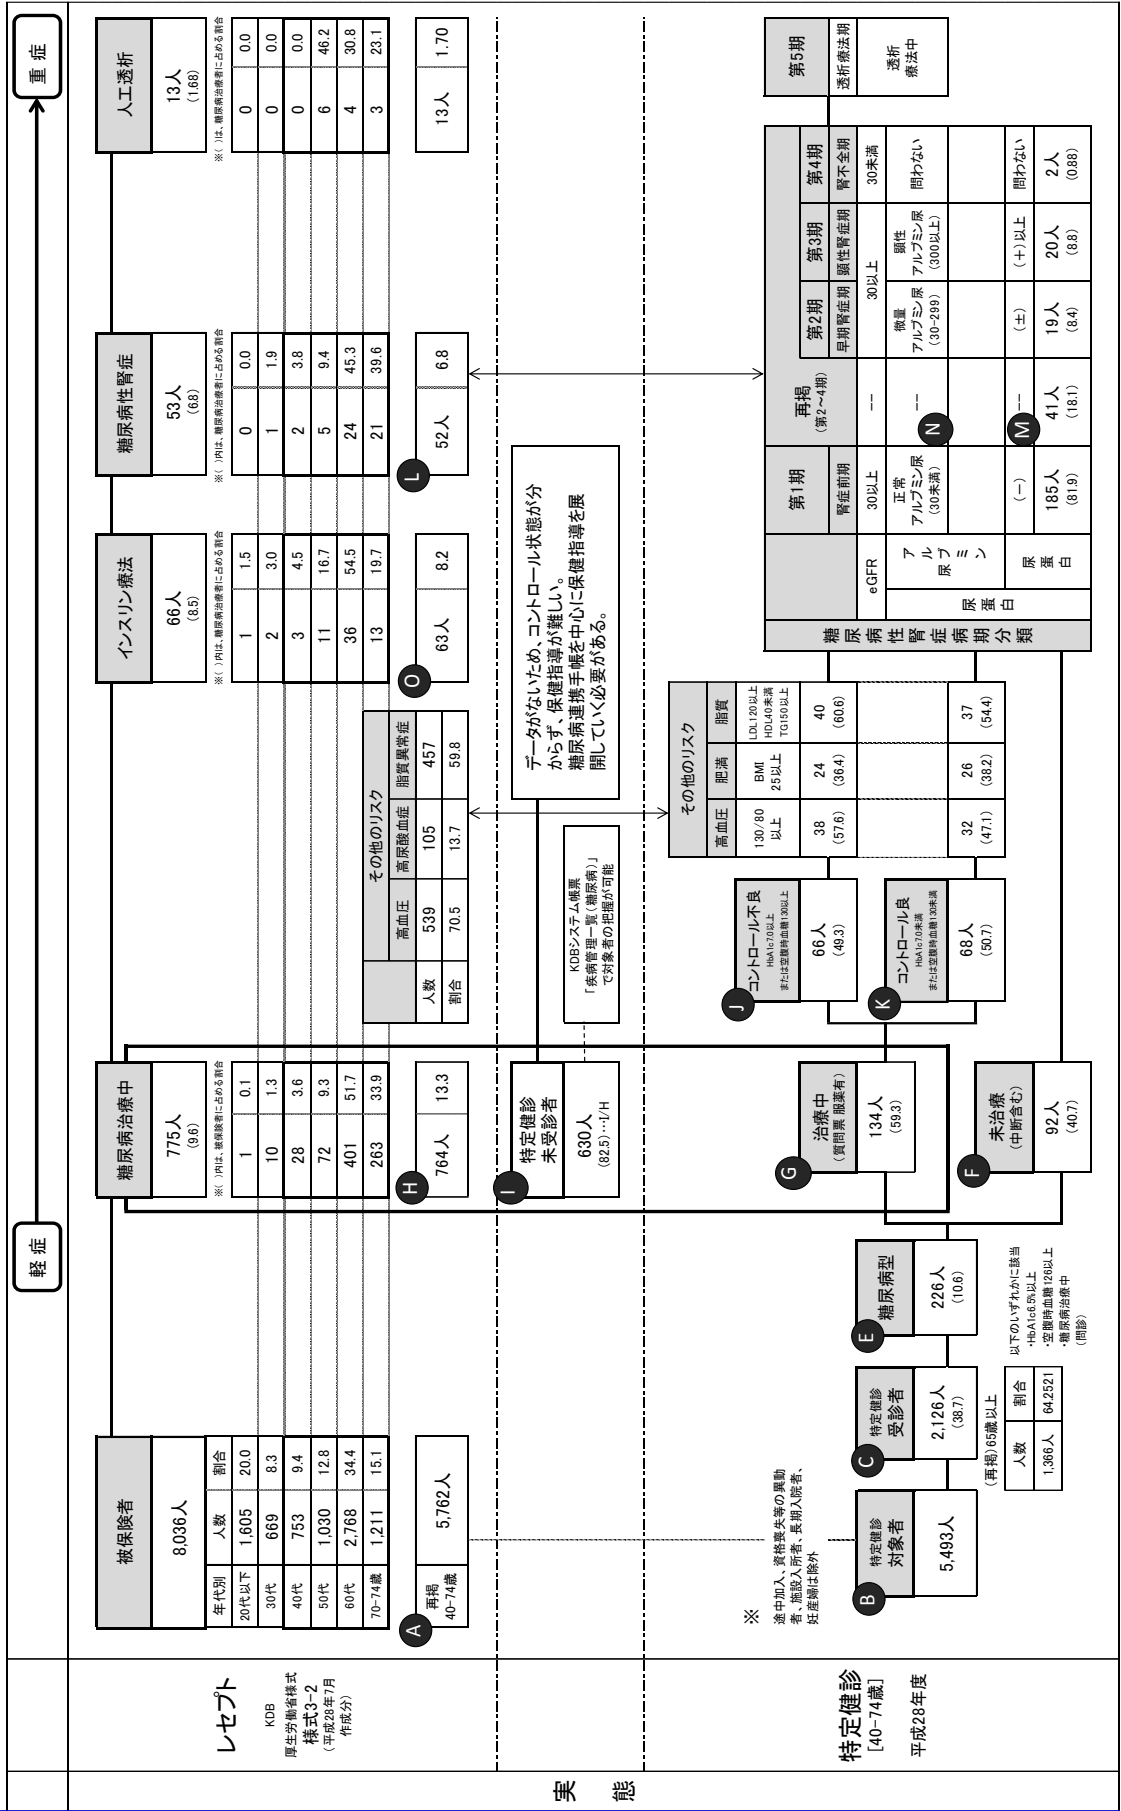 軽症
重症
実態
レセプト
KDB
厚生労働省様式
様式3-2
(平成28年7月
作成分)
被保険者
8,036人
年代別 人数 割合
20代以下 1,605 20.0
30代 669 8.3
40代 753 9.4
50代 1,030 12.8
60代 2,768 34.4
70-74歳 1,211 15.1
A
再掲
40-74歳
5,762人
糖尿病治療中
775人
(9.6)
※( )内は、被保険者に占める割合
1 0.1
10 1.3
28 3.6
72 9.3
401 51.7
263 33.9
H
764人 13.3
その他のリスク
高血圧 高尿酸血症 脂質異常症
人数 539 105 457
割合 70.5 13.7 59.8
インスリン療法
66人
(8.5)
※( )内は、糖尿病治療者に占める割合
1 1.5
2 3.0
3 4.5
11 16.7
36 54.5
13 19.7
O
63人 8.2
糖尿病性腎症
53人
(6.8)
※( )内は、糖尿病治療者に占める割合
0 0.0
1 1.9
2 3.8
5 9.4
24 45.3
21 39.6
L
52人 6.8
人工透析
13人
(1.68)
※( )は、糖尿病治療者に占める割合
0 0.0
0 0.0
0 0.0
6 46.2
4 30.8
3 23.1
13人 1.70
I
特定健診
未受診者
630人
(82.5)…I/H
KDBシステム帳票
「疾病管理一覧(糖尿病)」
で対象者の把握が可能
データがないため、コントロール状態が分
からず、保健指導が難しい。
糖尿病連携手帳を中心に保健指導を展
開していく必要がある。
特定健診
[40-74歳]
平成28年度
※
途中加入、資格喪失等の異動
者、施設入所者、長期入院者、
妊産婦は除外
B
特定健診
対象者
5,493人
C
特定健診
受診者
2,126人
(38.7)
(再掲)65歳以上
人数 割合
1,366人 64.2521
E
糖尿病型
226人
(10.6)
以下のいずれかに該当
・HbA1c6.5%以上
・空腹時血糖126以上
・糖尿病治療中
(問診)
G
治療中
(質問票 服薬有)
134人
(59.3)
F
未治療
(中断含む)
92人
(40.7)
J
コントロール不良
HbA1c7.0以上
または空腹時血糖130以上
66人
(49.3)
K
コントロール良
HbA1c7.0未満
または空腹時血糖130未満
68人
(50.7)
その他のリスク
高血圧 肥満 脂質
130/80
以上
BMI
25以上
LDL120以上
HDL40未満
TG150以上
38 24 40
(57.6) (36.4) (60.6)
32 26 37
(47.1) (38.2) (54.4)
糖尿病性腎症病期分類
第1期
再掲
(第2〜4期)
第2期 第3期 第4期
第5期
腎症前期 早期腎症期 顕性腎症期 腎不全期 透析療法期
eGFR 30以上 -- 30以上 30未満
透析
療法中
尿蛋白
アルブミン尿
正常
アルブミン尿
(30未満)
--
N
微量
アルブミン尿
(30-299)
顕性
アルブミン尿
(300以上)
問わない
尿蛋白
(−) -- (±) (+)以上 問わない
M
185人 41人 19人 20人 2人
(81.9) (18.1) (8.4) (8.8) (0.88)